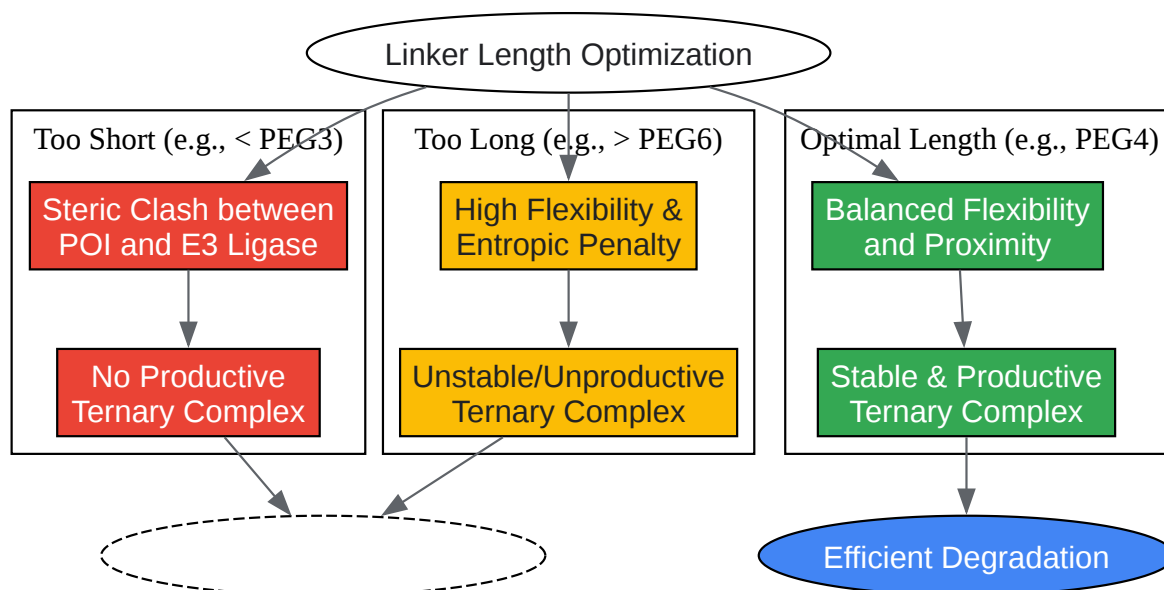 Linker Length Optimization
Too Short (e.g., < PEG3)
Too Long (e.g., > PEG6)
Optimal Length (e.g., PEG4)
Steric Clash between
POI and E3 Ligase
High Flexibility &
Entropic Penalty
Balanced Flexibility
and Proximity
No Productive
Ternary Complex
Unstable/Unproductive
Ternary Complex
Stable & Productive
Ternary Complex
Efficient Degradation